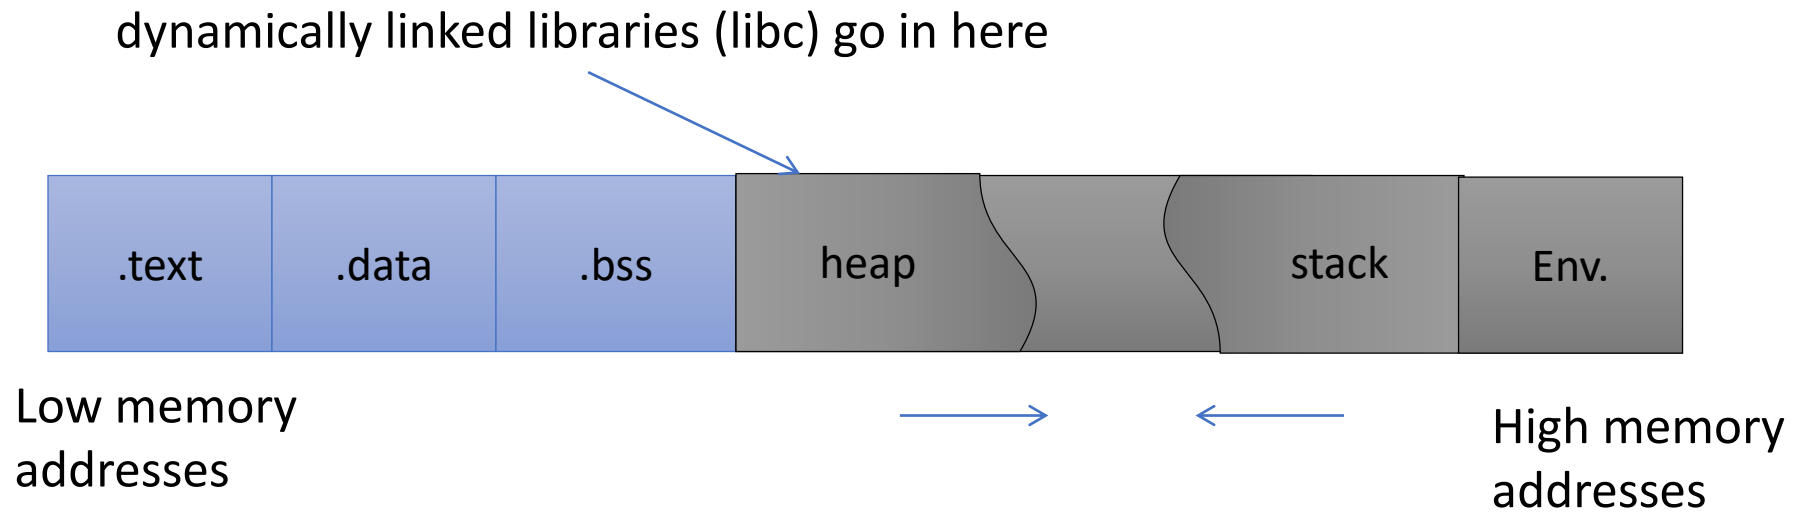 dynamically linked libraries (libc) go in here
.text
.data
.bss
heap
stack
Env.
Low memory
addresses
High memory
addresses